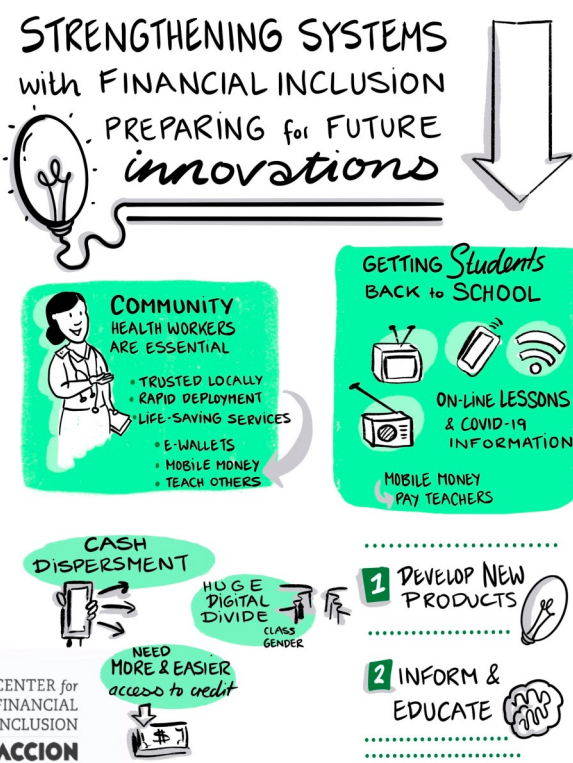 STRENGTHENING SYSTEMS
with FINANCIAL INCLUSION
PREPARING for FUTURE
innovations
COMMUNITY
HEALTH WORKERS
ARE ESSENTIAL
• TRUSTED LOCALLY
• RAPID DEPLOYMENT
• LIFE-SAVING SERVICES
• E-WALLETS
• MOBILE MONEY
• TEACH OTHERS
GETTING Students
BACK to SCHOOL
ON-LINE LESSONS
& COVID-19
INFORMATION
MOBILE MONEY
PAY TEACHERS
CASH
DISPERSMENT
HUGE
DIGITAL
DIVIDE
CLASS
GENDER
NEED
MORE & EASIER
access to credit
$
1 DEVELOP NEW
PRODUCTS
2 INFORM &
EDUCATE
CENTER for
FINANCIAL
INCLUSION
ACCION